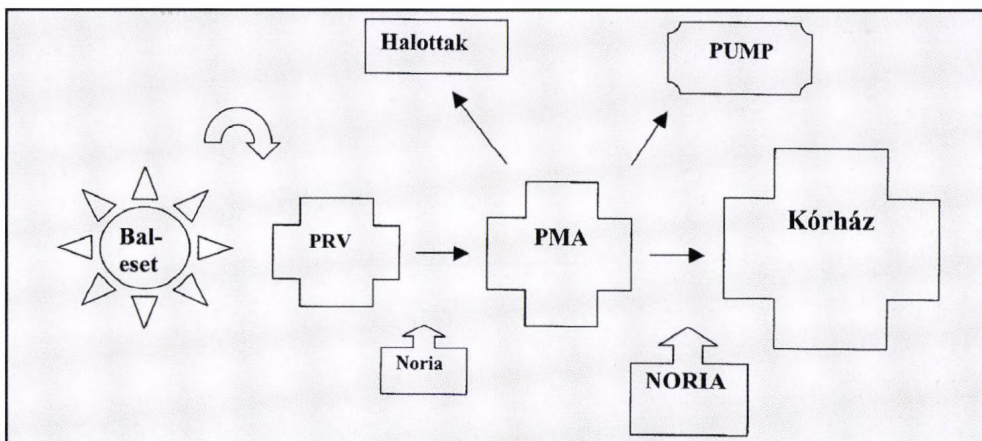 Halottak
PUMP
Bal-
eset
PRV
PMA
Kórház
Noria
NORIA